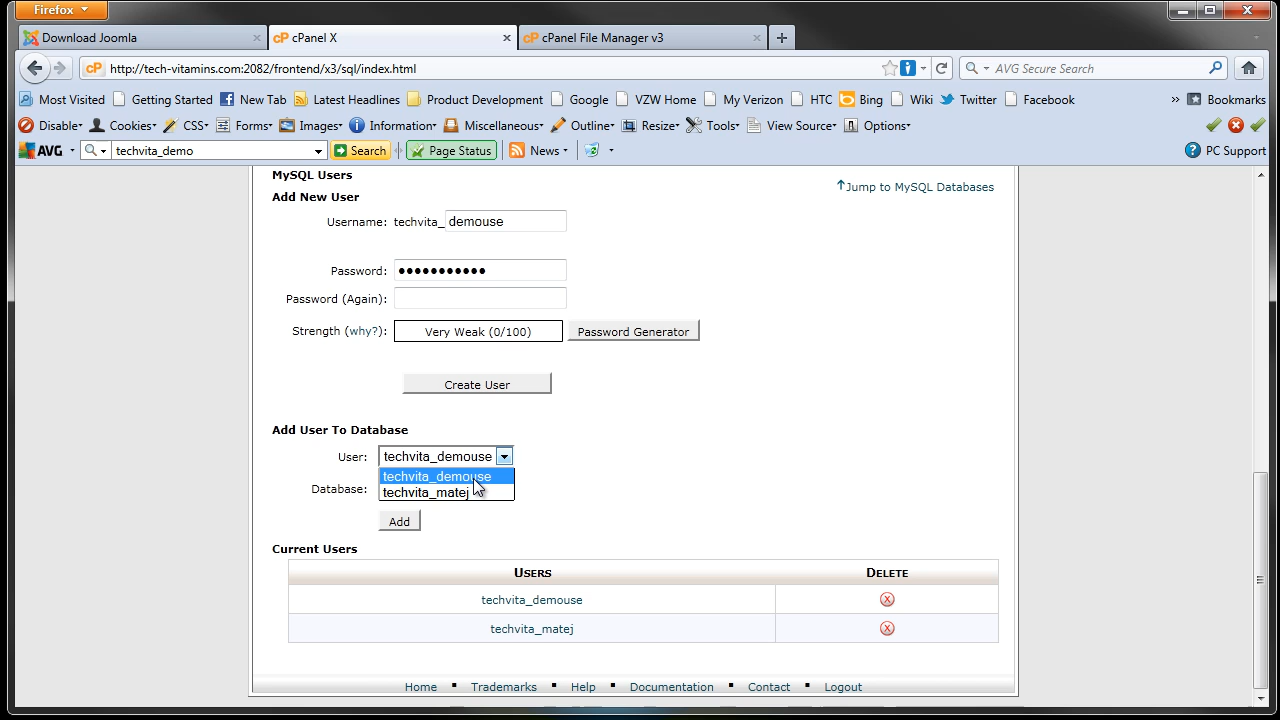 Firefox
Download Joomla
cP cPanel X
cP cPanel File Manager v3
cP http://tech-vitamins.com:2082/frontend/x3/sql/index.html
AVG Secure Search
Most Visited Getting Started New Tab Latest Headlines Product Development Google VZW Home My Verizon HTC Bing Wiki Twitter Facebook » Bookmarks
Disable Cookies CSS Forms Images Information Miscellaneous Outline Resize Tools View Source Options
AVG techvita_demo Search Page Status News PC Support
MySQL Users
Jump to MySQL Databases
Add New User
Username: techvita_ demouse
Password: •••••••••••
Password (Again):
Strength (why?): Very Weak (0/100) Password Generator
Create User
Add User To Database
User: techvita_demouse
techvita_demouse
Database: techvita_matej
Add
Current Users
Users Delete
techvita_demouse
techvita_matej
Home Trademarks Help Documentation Contact Logout